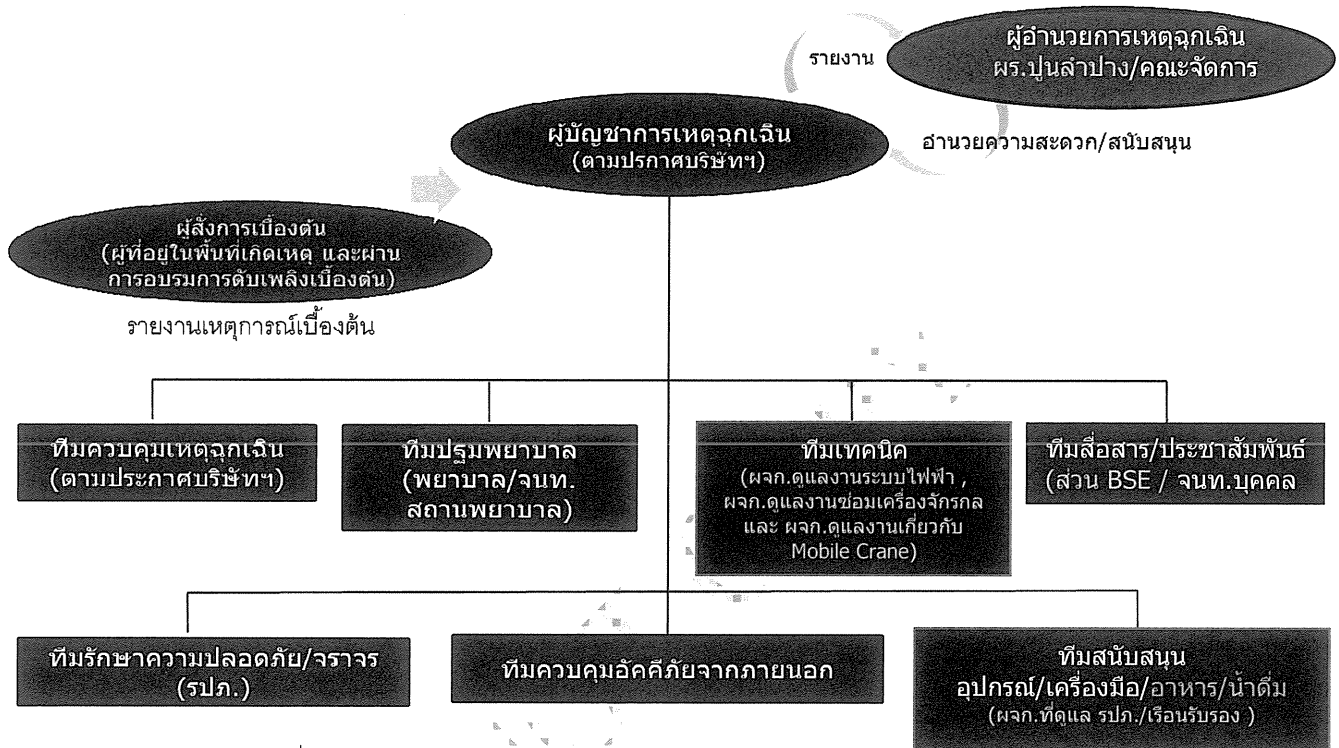 ผู้อำนวยการเหตุฉุกเฉิน
ผร.ปูนลำปาง/คณะจัดการ
รายงาน
ผู้บัญชาการเหตุฉุกเฉิน
(ตามปรกาศบริษัทฯ)
อำนวยความสะดวก/สนับสนุน
ผู้สั่งการเบื้องต้น
(ผู้ที่อยู่ในพื้นที่เกิดเหตุ และผ่าน
การอบรมการดับเพลิงเบื้องต้น)
รายงานเหตุการณ์เบื้องต้น
ทีมควบคุมเหตุฉุกเฉิน
(ตามประกาศบริษัทฯ)
ทีมปฐมพยาบาล
(พยาบาล/จนท.
สถานพยาบาล)
ทีมเทคนิค
(ผจก.ดูแลงานระบบไฟฟ้า ,
ผจก.ดูแลงานซ่อมเครื่องจักรกล
และ ผจก.ดูแลงานเกี่ยวกับ
Mobile Crane)
ทีมสื่อสาร/ประชาสัมพันธ์
(ส่วน BSE / จนท.บุคคล
ทีมรักษาความปลอดภัย/จราจร
(รปภ.)
ทีมควบคุมอัคคีภัยจากภายนอก
ทีมสนับสนุน
อุปกรณ์/เครื่องมือ/อาหาร/น้ำดื่ม
(ผจก.ที่ดูแล รปภ./เรือนรับรอง )